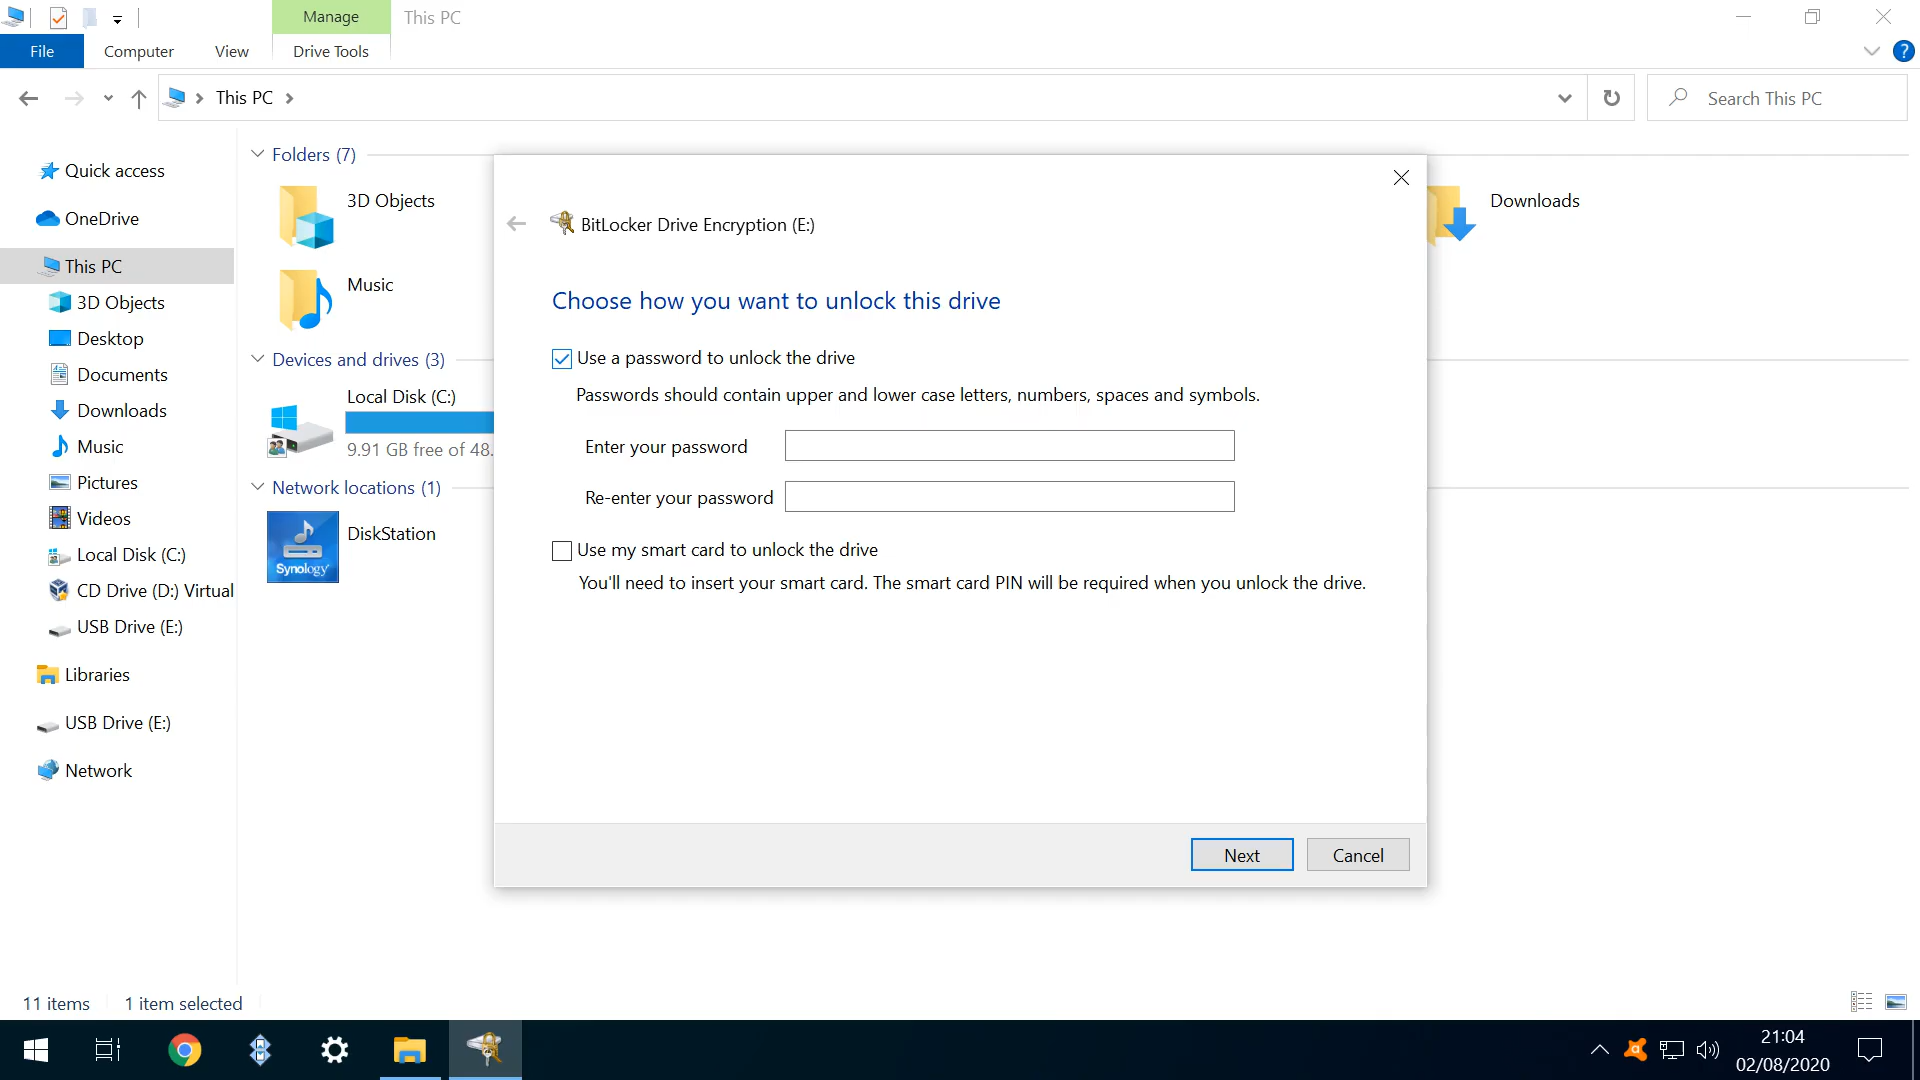 Manage
This PC
File
Computer
View
Drive Tools
?
This PC
Search This PC
Quick access
OneDrive
This PC
3D Objects
Desktop
Documents
Downloads
Music
Pictures
Videos
Local Disk (C:)
CD Drive (D:) Virtual
USB Drive (E:)
Libraries
USB Drive (E:)
Network
Folders (7)
3D Objects
Music
Downloads
Devices and drives (3)
Local Disk (C:)
9.91 GB free of 48.
Network locations (1)
DiskStation
Synology
BitLocker Drive Encryption (E:)
Choose how you want to unlock this drive
Use a password to unlock the drive
Passwords should contain upper and lower case letters, numbers, spaces and symbols.
Enter your password
Re-enter your password
Use my smart card to unlock the drive
You'll need to insert your smart card. The smart card PIN will be required when you unlock the drive.
Next
Cancel
11 items
1 item selected
21:04
02/08/2020